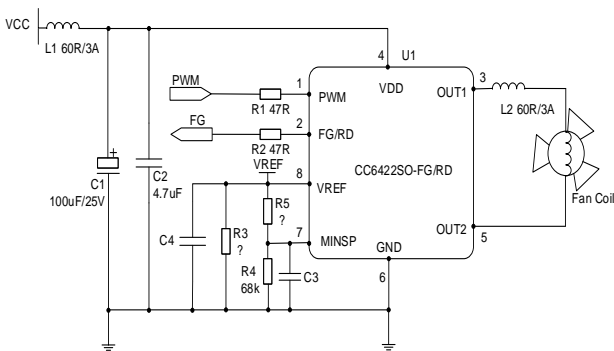 VCC
L1 60R/3A
4
U1
PWM
1
PWM
VDD
OUT1
3
R1 47R
L2 60R/3A
FG
2
FG/RD
R2 47R
VREF
CC6422SO-FG/RD
8
VREF
Fan Coil
+
C1
100uF/25V
C2
4.7uF
R5
?
C4
R3
?
7
MINSP
OUT2
5
GND
R4
68k
C3
6